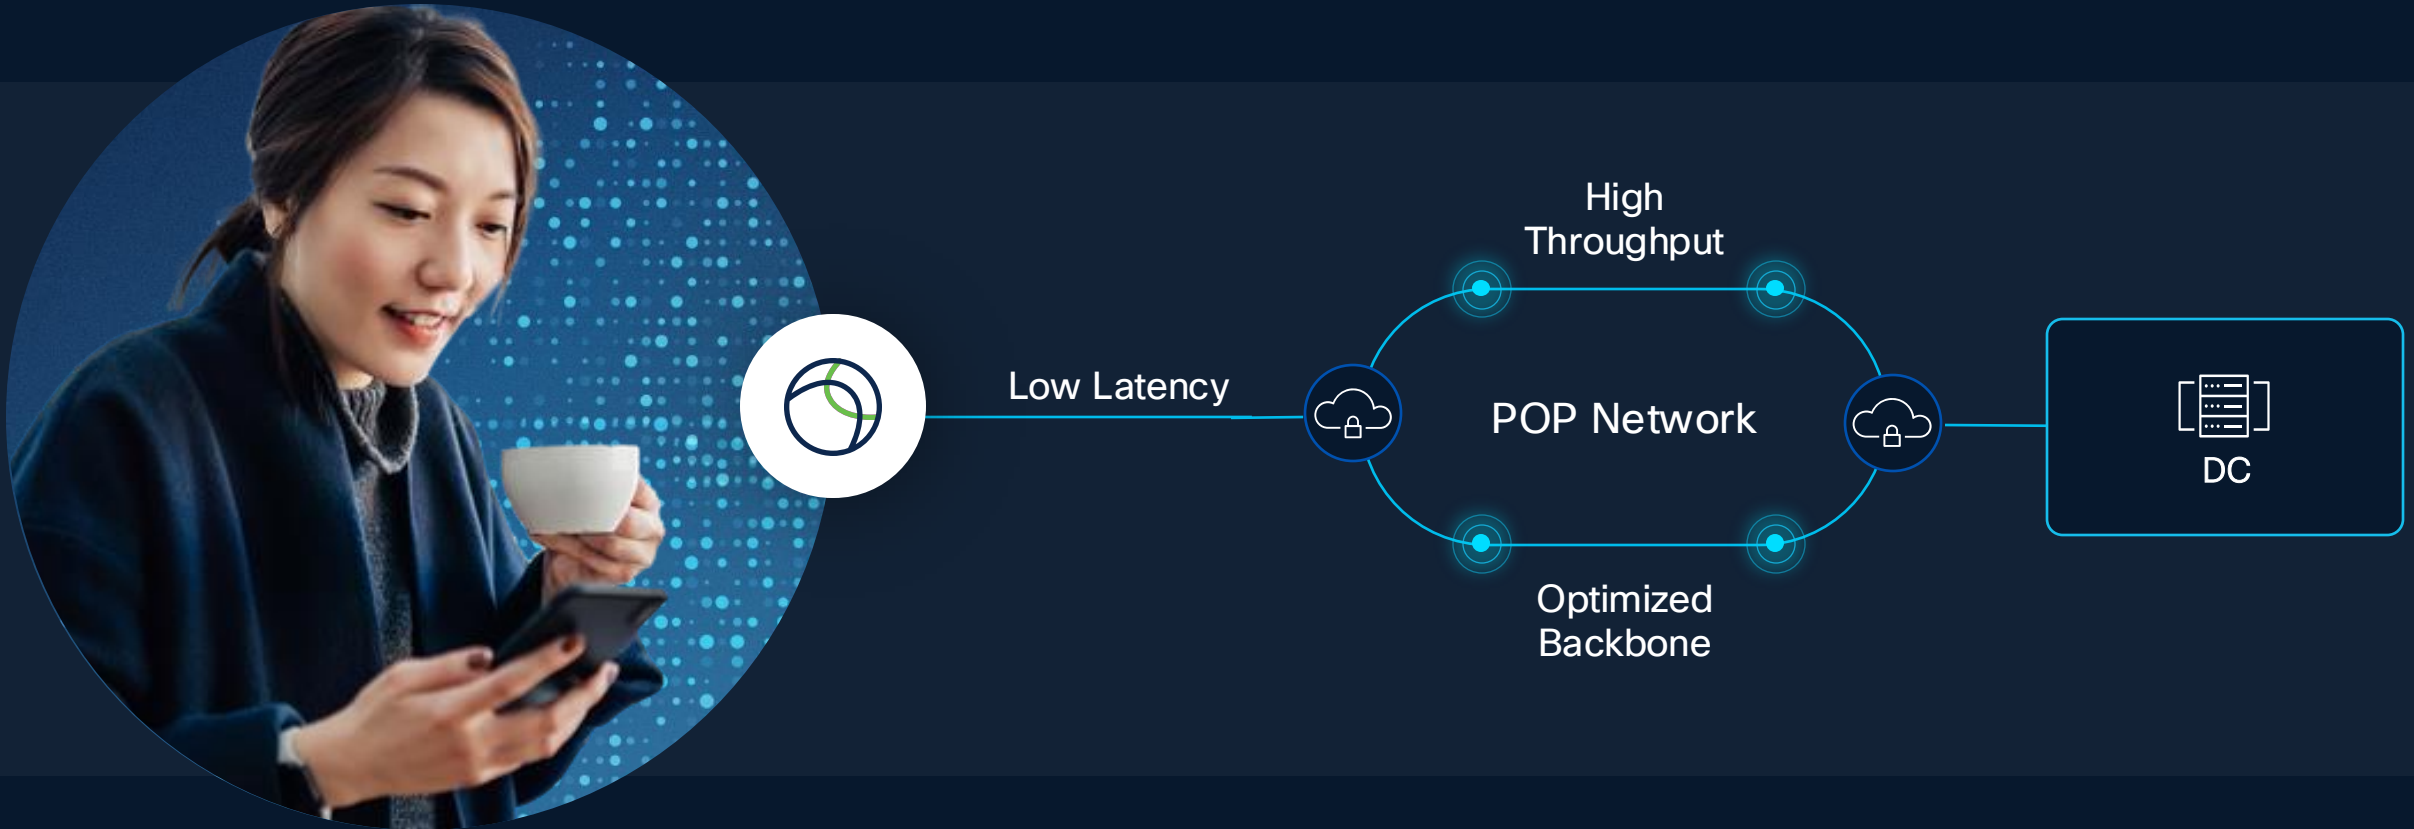 High
Throughput
Low Latency
POP Network
DC
Optimized
Backbone